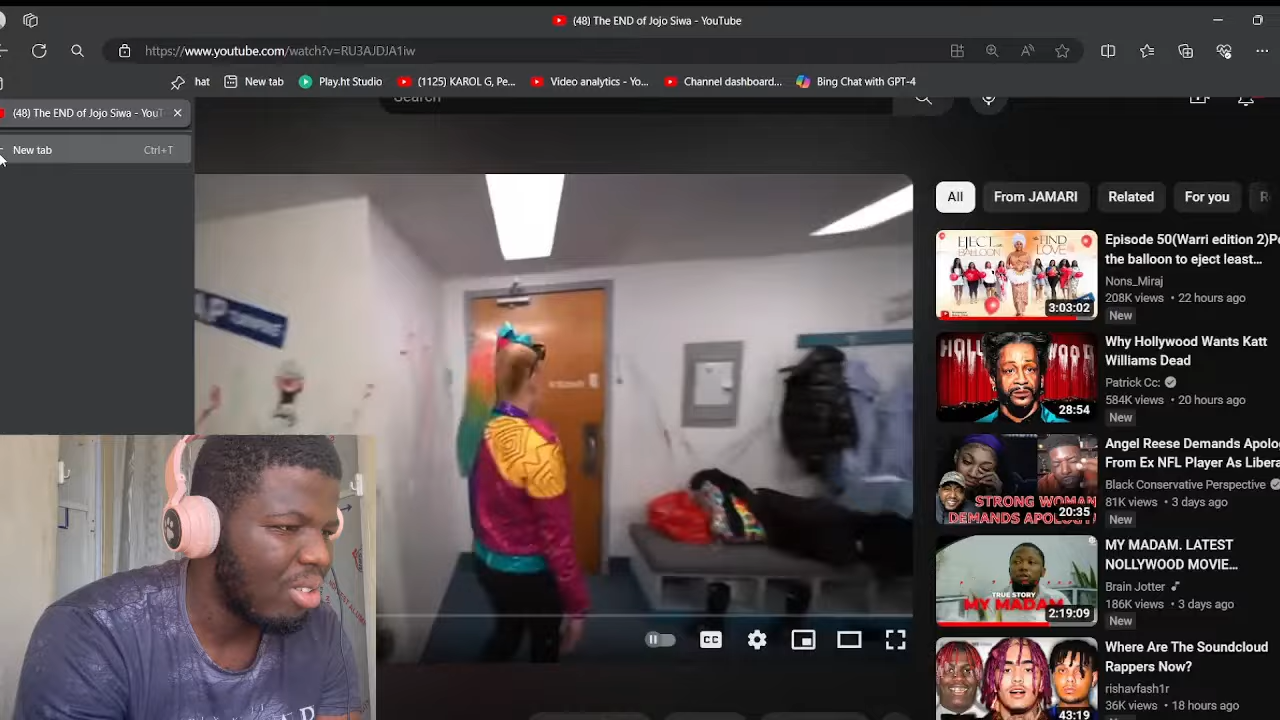 (48) The END of Jojo Siwa - YouTube
https://www.youtube.com/watch?v=RU3AJDJA1iw
hat
New tab
Play.ht Studio
(1125) KAROL G, Pe...
Video analytics - Yo...
Channel dashboard...
Bing Chat with GPT-4
(48) The END of Jojo Siwa - YouT
New tab
Ctrl+T
Search
All
From JAMARI
Related
For you
EJECT
BALLOON
FIND
LOVE
3:03:02
Episode 50(Warri edition 2)Po
the balloon to eject least...
Nons_Miraj
208K views • 22 hours ago
New
28:54
Why Hollywood Wants Katt
Williams Dead
Patrick Cc:
584K views • 20 hours ago
New
STRONG WOMAN
DEMANDS APOLOGY
20:35
Angel Reese Demands Apolo
From Ex NFL Player As Libera
Black Conservative Perspective
81K views • 3 days ago
New
TRUE STORY
MY MADAM
2:19:09
MY MADAM. LATEST
NOLLYWOOD MOVIE...
Brain Jotter
186K views • 3 days ago
New
43:19
Where Are The Soundcloud
Rappers Now?
rishavfash1r
36K views • 18 hours ago
CC